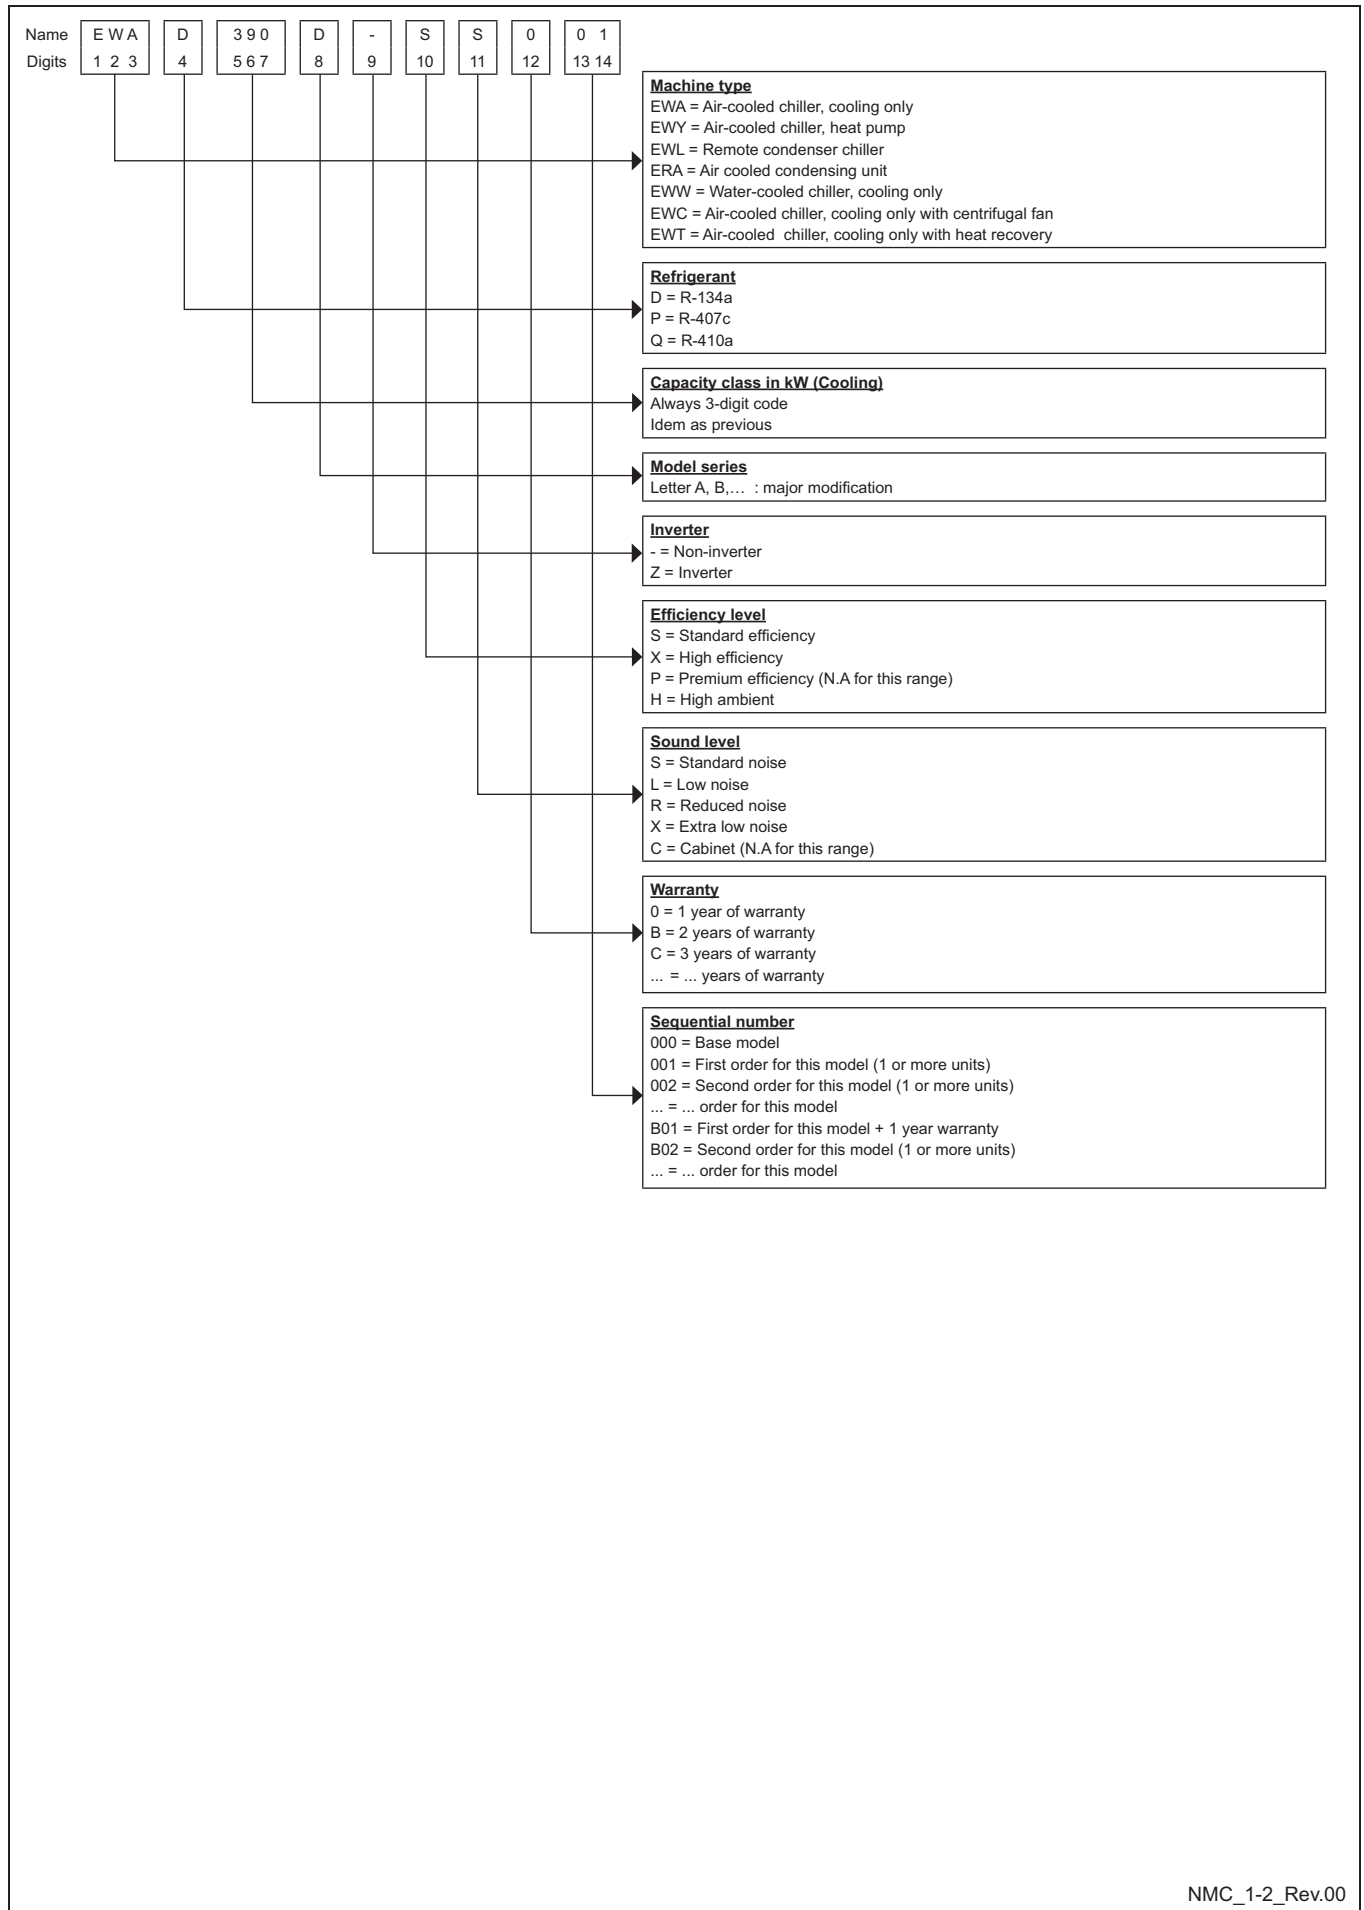 Name E W A D 3 9 0 D - S S 0 0 1
Digits 1 2 3 4 5 6 7 8 9 10 11 12 13 14
Machine type
EWA = Air-cooled chiller, cooling only
EWY = Air-cooled chiller, heat pump
EWL = Remote condenser chiller
ERA = Air cooled condensing unit
EWW = Water-cooled chiller, cooling only
EWC = Air-cooled chiller, cooling only with centrifugal fan
EWT = Air-cooled chiller, cooling only with heat recovery
Refrigerant
D = R-134a
P = R-407c
Q = R-410a
Capacity class in kW (Cooling)
Always 3-digit code
Idem as previous
Model series
Letter A, B,… : major modification
Inverter
- = Non-inverter
Z = Inverter
Efficiency level
S = Standard efficiency
X = High efficiency
P = Premium efficiency (N.A for this range)
H = High ambient
Sound level
S = Standard noise
L = Low noise
R = Reduced noise
X = Extra low noise
C = Cabinet (N.A for this range)
Warranty
0 = 1 year of warranty
B = 2 years of warranty
C = 3 years of warranty
... = ... years of warranty
Sequential number
000 = Base model
001 = First order for this model (1 or more units)
002 = Second order for this model (1 or more units)
... = ... order for this model
B01 = First order for this model + 1 year warranty
B02 = Second order for this model (1 or more units)
... = ... order for this model
NMC_1-2_Rev.00